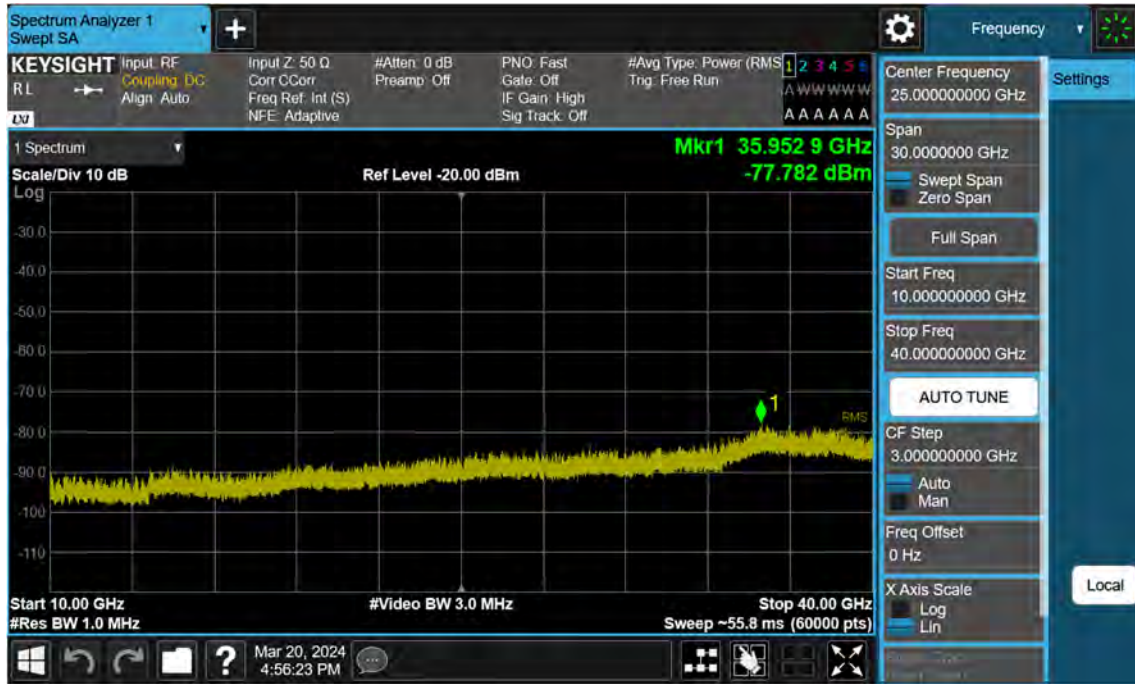 Spectrum Analyzer 1
Swept SA
+
Frequency
KEYSIGHT
Input: RF
Input Z: 50 Ω
#Atten: 0 dB
PNO: Fast
#Avg Type: Power (RMS
1 2 3 4 5 6
RL
Coupling: DC
Corr CCorr
Preamp: Off
Gate: Off
Trig: Free Run
A W W W W W
Align: Auto
Freq Ref: Int (S)
IF Gain: High
LXI
NFE: Adaptive
Sig Track: Off
A A A A A A
1 Spectrum
Mkr1 35.952 9 GHz
Scale/Div 10 dB
Ref Level -20.00 dBm
-77.782 dBm
Log
-30.0
-40.0
-50.0
-60.0
-70.0
-80.0
-90.0
-100
-110
1
RMS
Start 10.00 GHz
#Video BW 3.0 MHz
Stop 40.00 GHz
#Res BW 1.0 MHz
Sweep ~55.8 ms (60000 pts)
?
Mar 20, 2024
4:56:23 PM
Center Frequency
25.000000000 GHz
Settings
Span
30.0000000 GHz
Swept Span
Zero Span
Full Span
Start Freq
10.000000000 GHz
Stop Freq
40.000000000 GHz
AUTO TUNE
CF Step
3.000000000 GHz
Auto
Man
Freq Offset
0 Hz
X Axis Scale
Log
Lin
Local